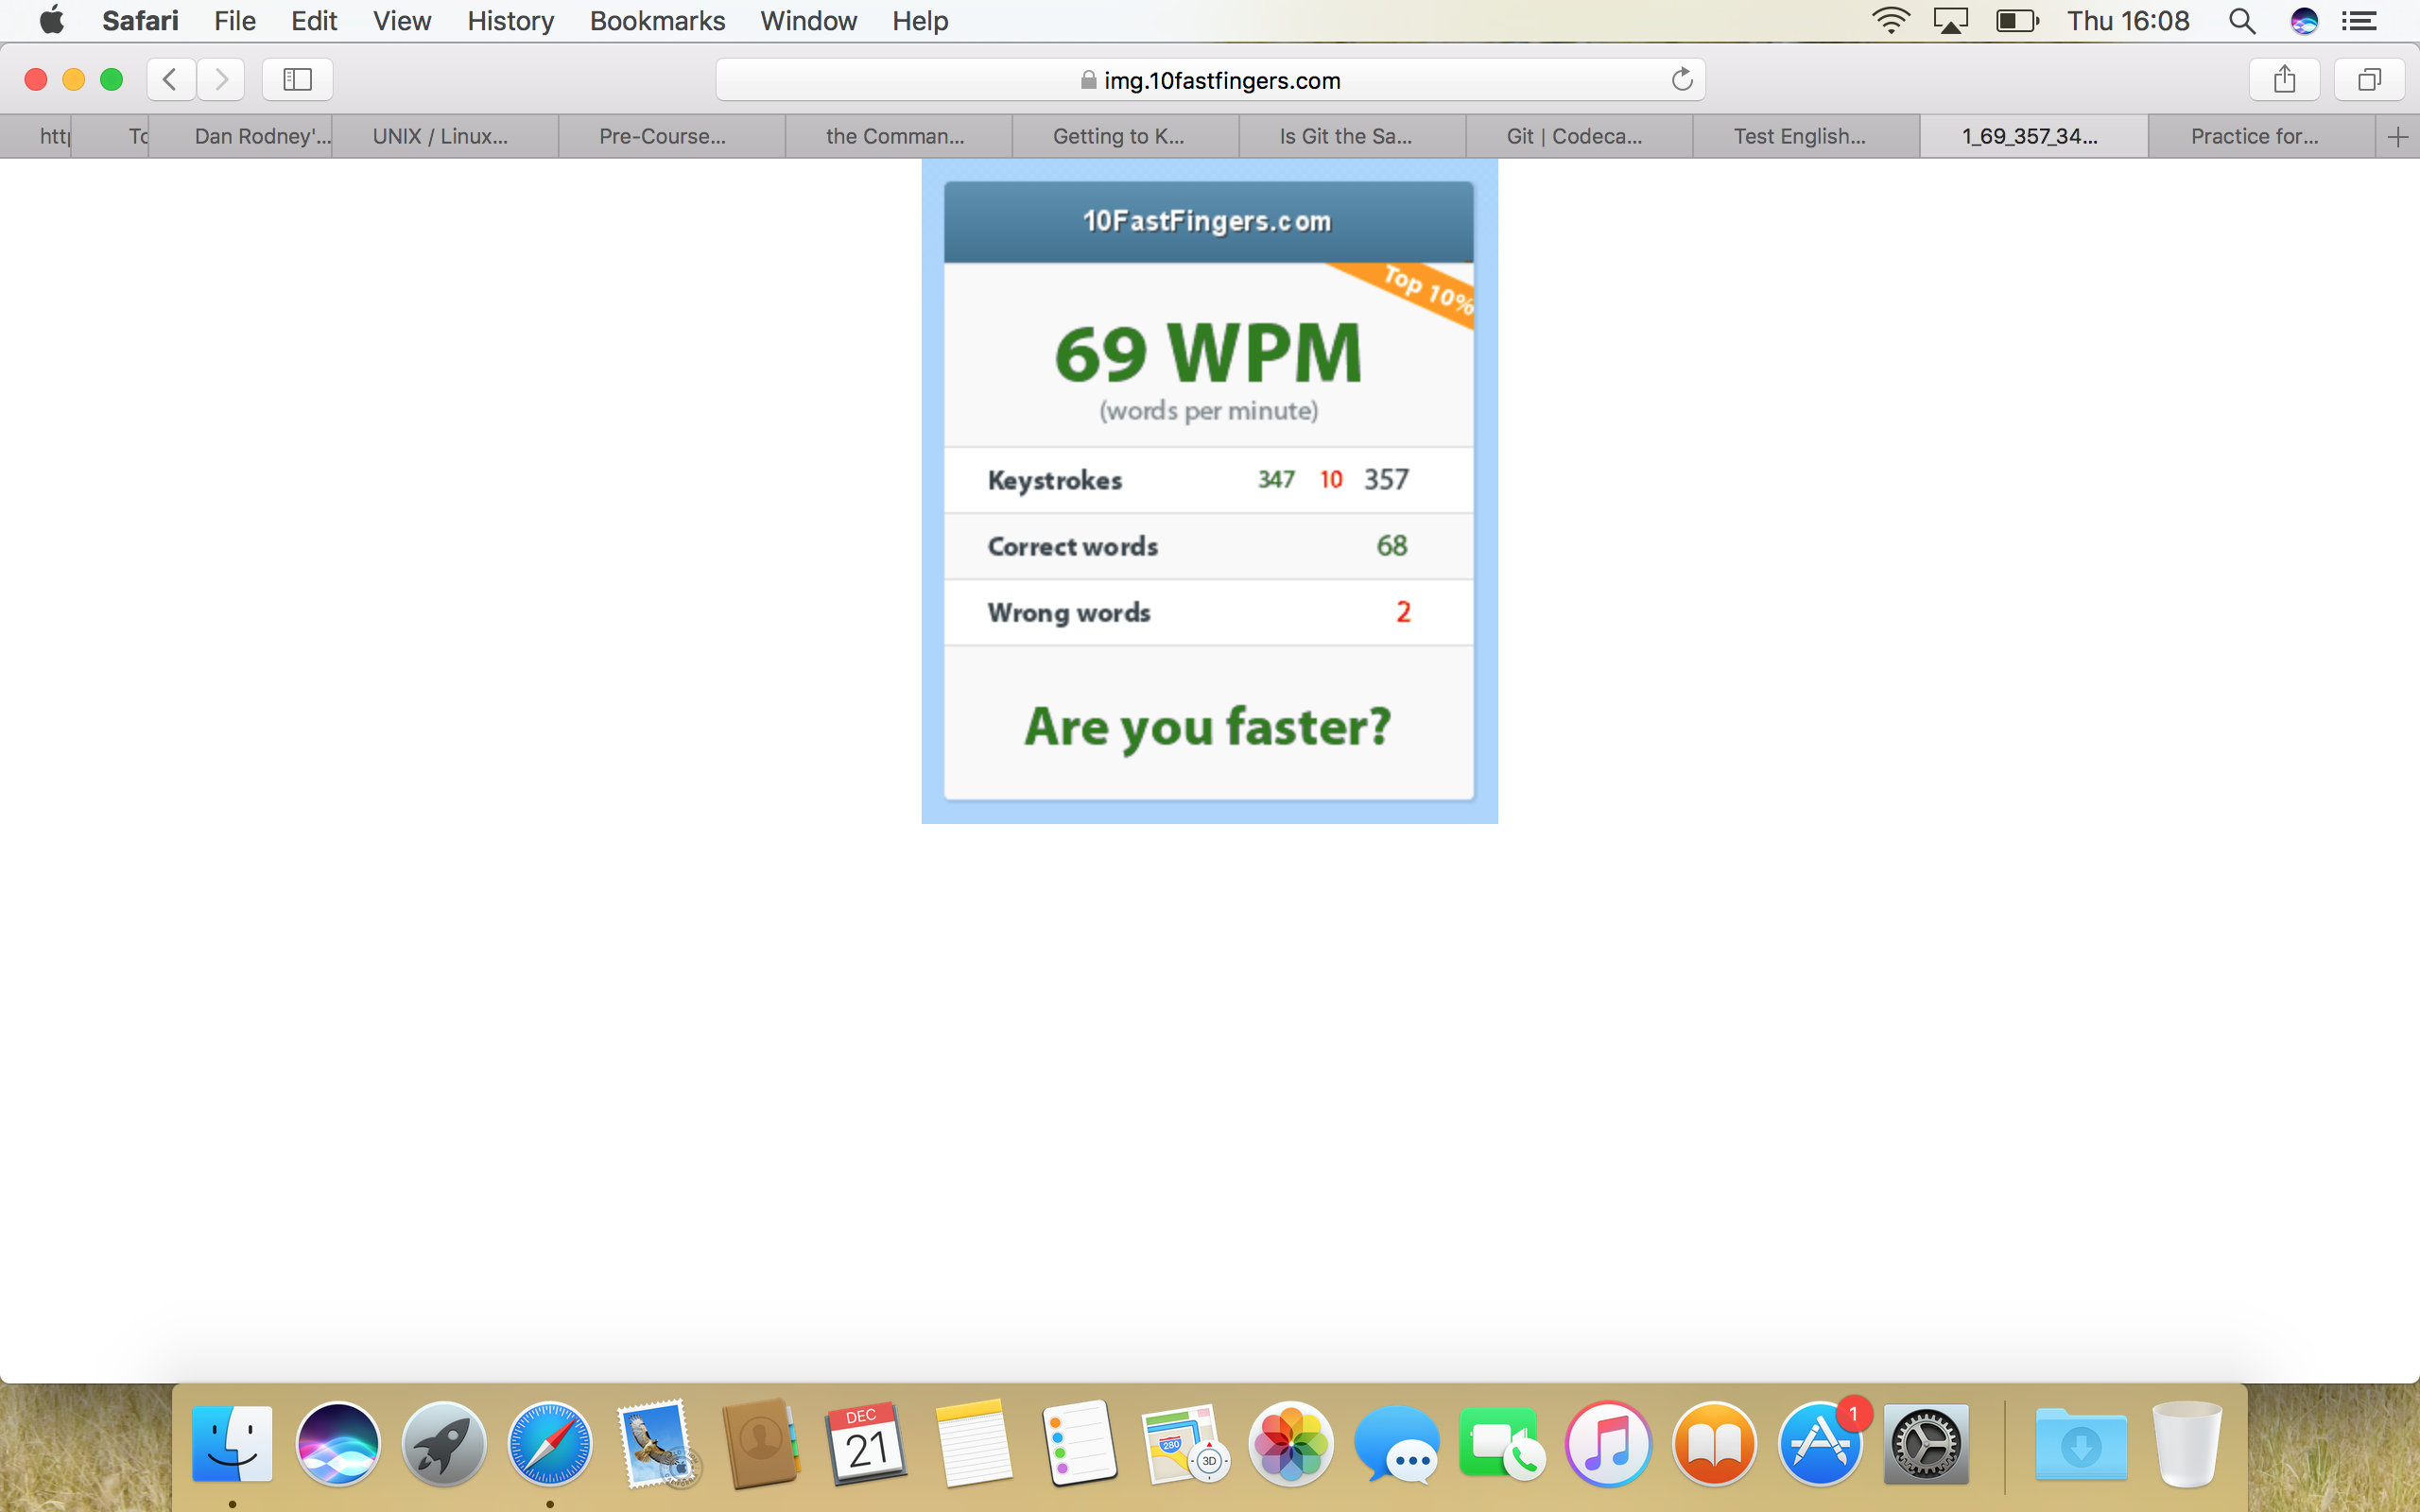 Safari File Edit View History Bookmarks Window Help Thu 16:08
img.10fastfingers.com
http To Dan Rodney'... UNIX / Linux... Pre-Course... the Comman... Getting to K... Is Git the Sa... Git | Codeca... Test English... 1_69_357_34... Practice for...
10FastFingers.com
Top 10%
69 WPM
(words per minute)
Keystrokes 347 10 357
Correct words 68
Wrong words 2
Are you faster?
DEC
21
280
3D
1